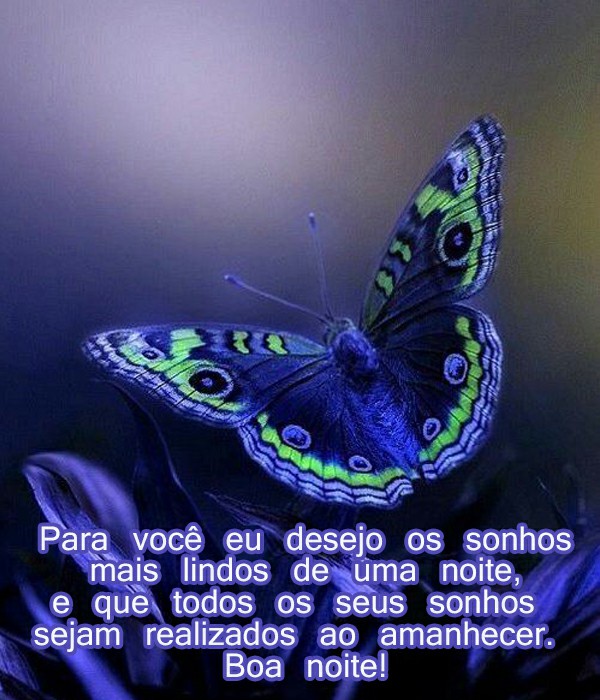 Para você eu desejo os sonhos
mais lindos de uma noite,
e que todos os seus sonhos
sejam realizados ao amanhecer.
Boa noite!